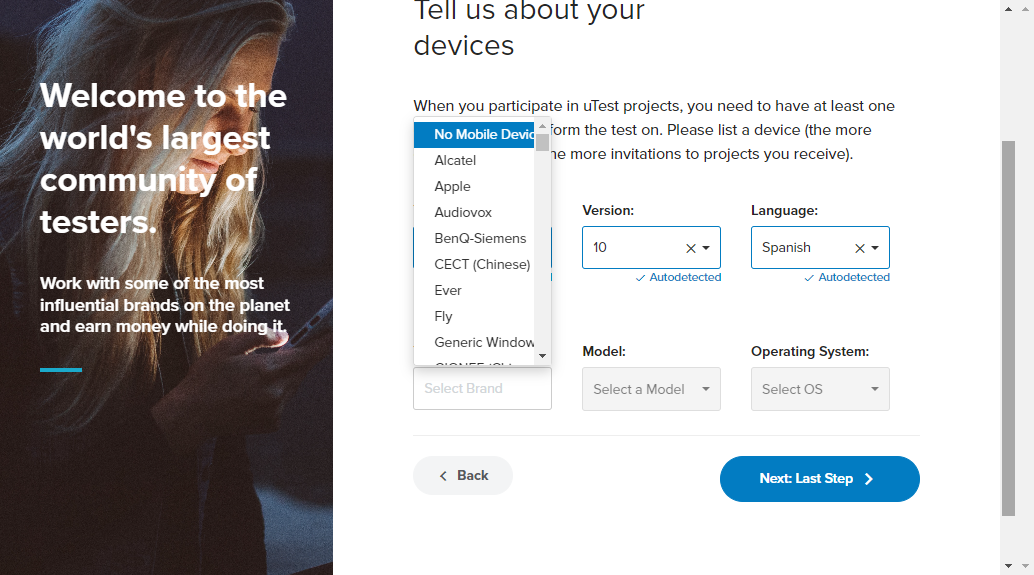 Welcome to the
world's largest
community of
testers.
Work with some of the most
influential brands on the planet
and earn money while doing it.
Tell us about your
devices
When you participate in uTest projects, you need to have at least one
form the test on. Please list a device (the more
he more invitations to projects you receive).
No Mobile Devic
Alcatel
Apple
Audiovox
BenQ-Siemens
CECT (Chinese)
Ever
Fly
Generic Window
Version:
10
Autodetected
Language:
Spanish
Autodetected
Select Brand
Model:
Select a Model
Operating System:
Select OS
Back
Next: Last Step